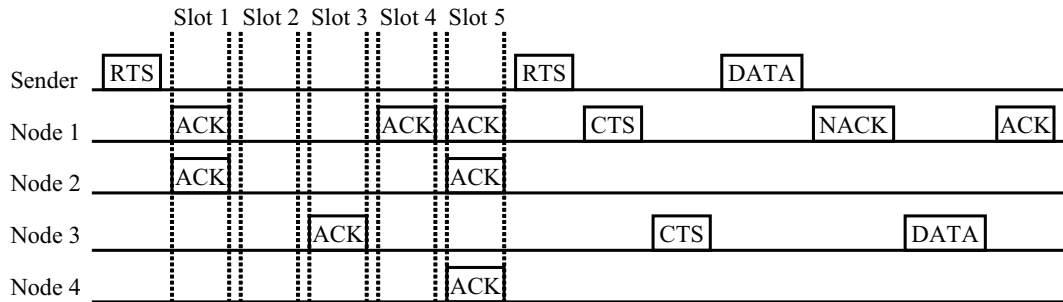 Slot 1 Slot 2 Slot 3 Slot 4 Slot 5
Sender RTS RTS DATA
Node 1 ACK ACK ACK CTS NACK ACK
Node 2 ACK ACK
Node 3 ACK CTS DATA
Node 4 ACK